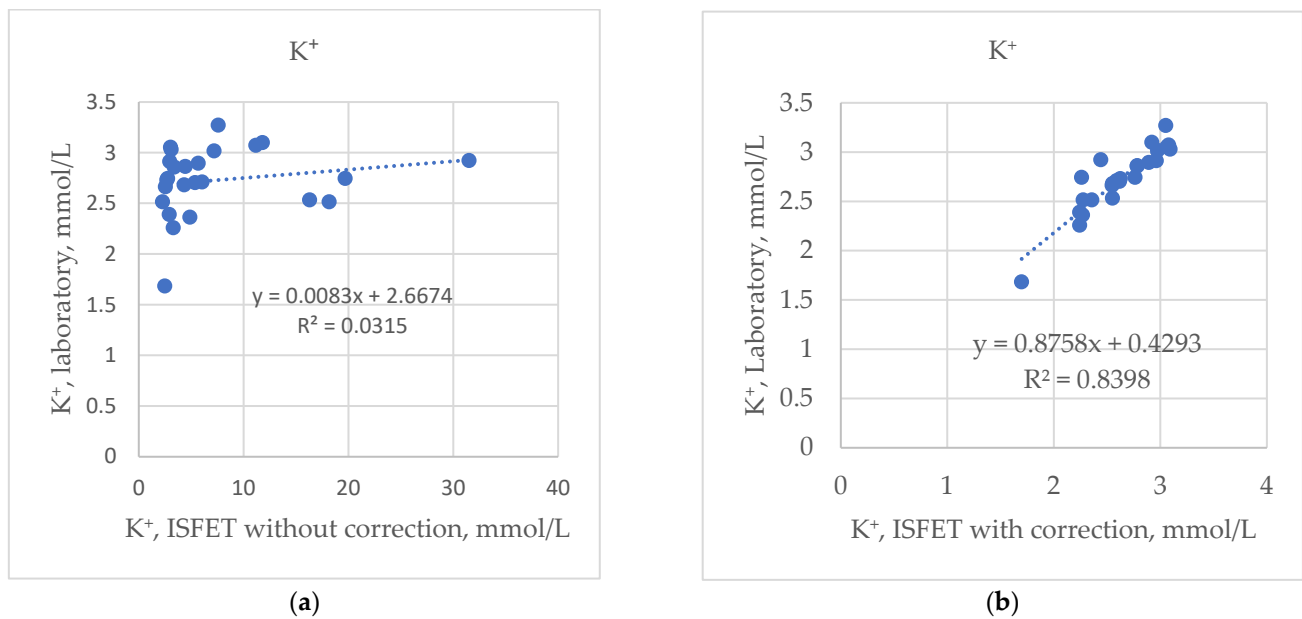 K⁺
3.5
3
2.5
2
1.5
1
0.5
0
0 10 20 30 40
K⁺, laboratory, mmol/L
y = 0.0083x + 2.6674
R² = 0.0315
K⁺, ISFET without correction, mmol/L
(a)
K⁺
3.5
3
2.5
2
1.5
1
0.5
0
0 1 2 3 4
K⁺, Laboratory, mmol/L
y = 0.8758x + 0.4293
R² = 0.8398
K⁺, ISFET with correction, mmol/L
(b)